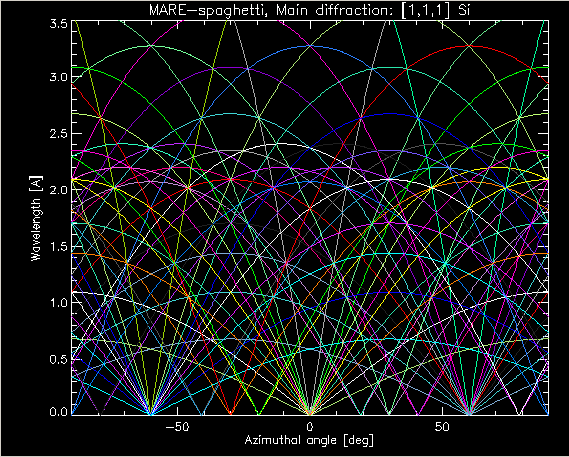 MARE-spaghetti, Main diffraction: [1,1,1] Si
3.5
3.0
2.5
2.0
1.5
1.0
0.5
0.0
Wavelength [A]
-50 0 50
Azimuthal angle [deg]